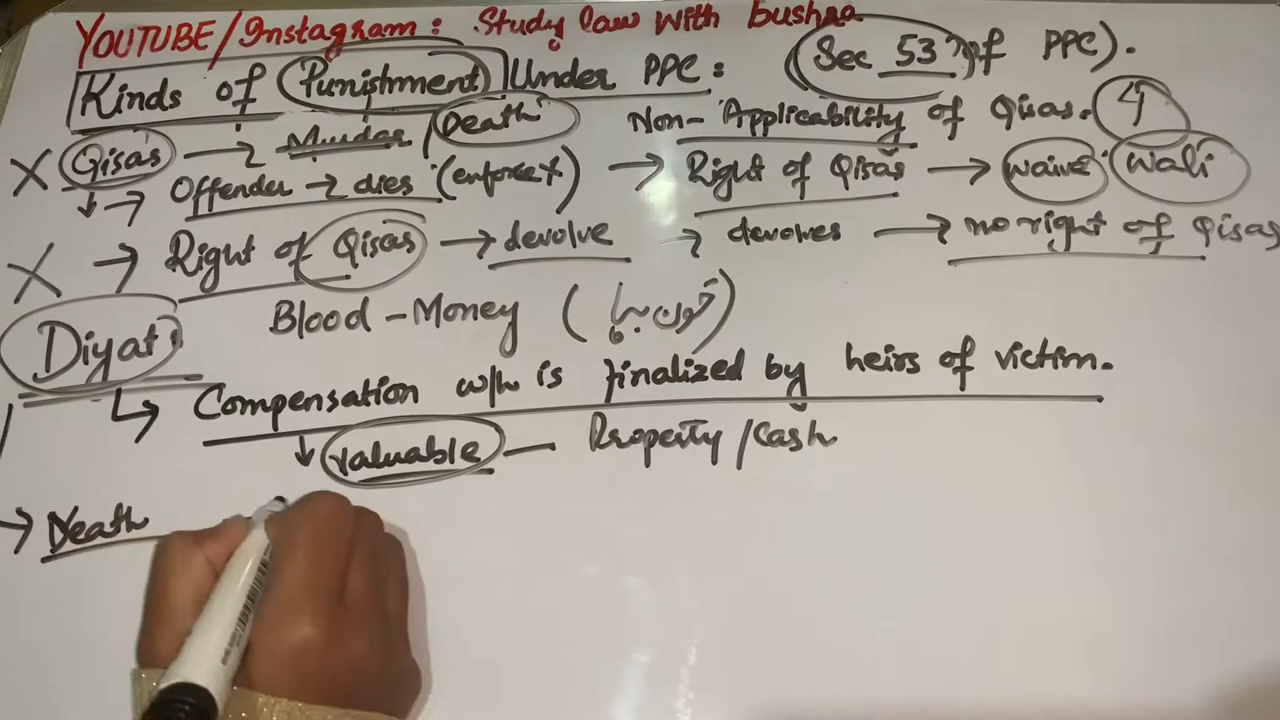 YOUTUBE/Instagram: Study law with bushra
Kinds of Punishment Under PPC: (Sec 53 of PPC).
Qisas → Murder / Death Non-Applicability of Qisas. 4
↓ → Offender → dies (enforce x) → Right of Qisas → waive Wali
→ Right of Qisas → devolve → devolves → no right of Qisas
Diyat: Blood-Money (خون بہا)
↳ Compensation w/h is finalized by heirs of victim.
↓ valuable — Property/Cash
→ Death